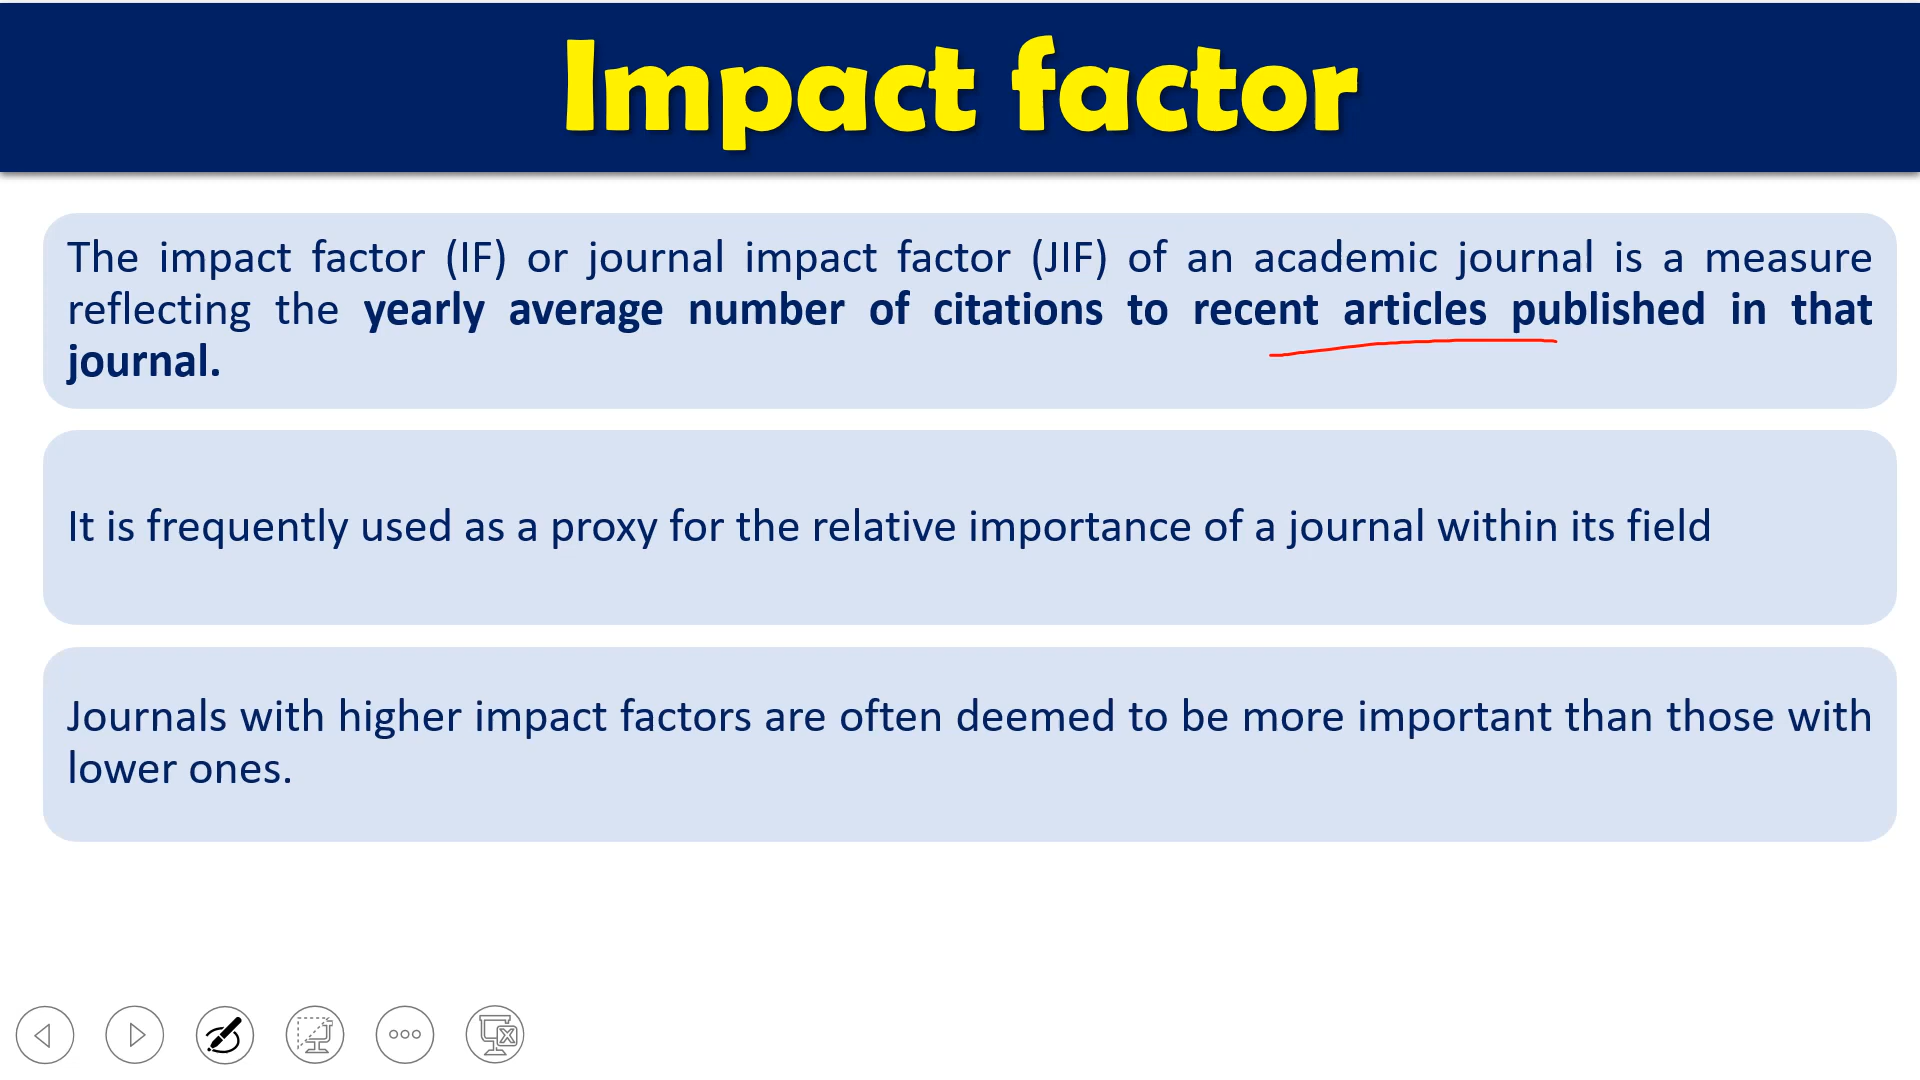 Impact factor
The impact factor (IF) or journal impact factor (JIF) of an academic journal is a measure
reflecting the yearly average number of citations to recent articles published in that
journal.
It is frequently used as a proxy for the relative importance of a journal within its field
Journals with higher impact factors are often deemed to be more important than those with
lower ones.